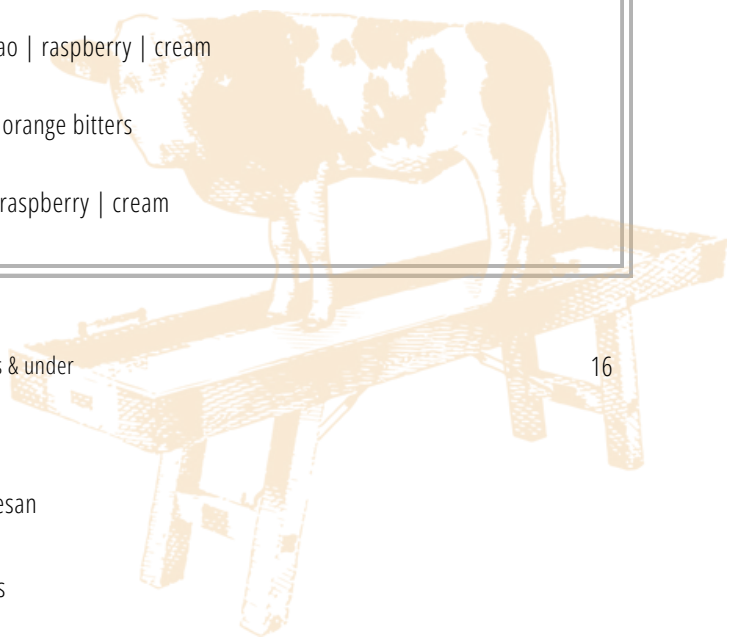 ao | raspberry | cream
orange bitters
raspberry | cream
s & under 16
esan
s